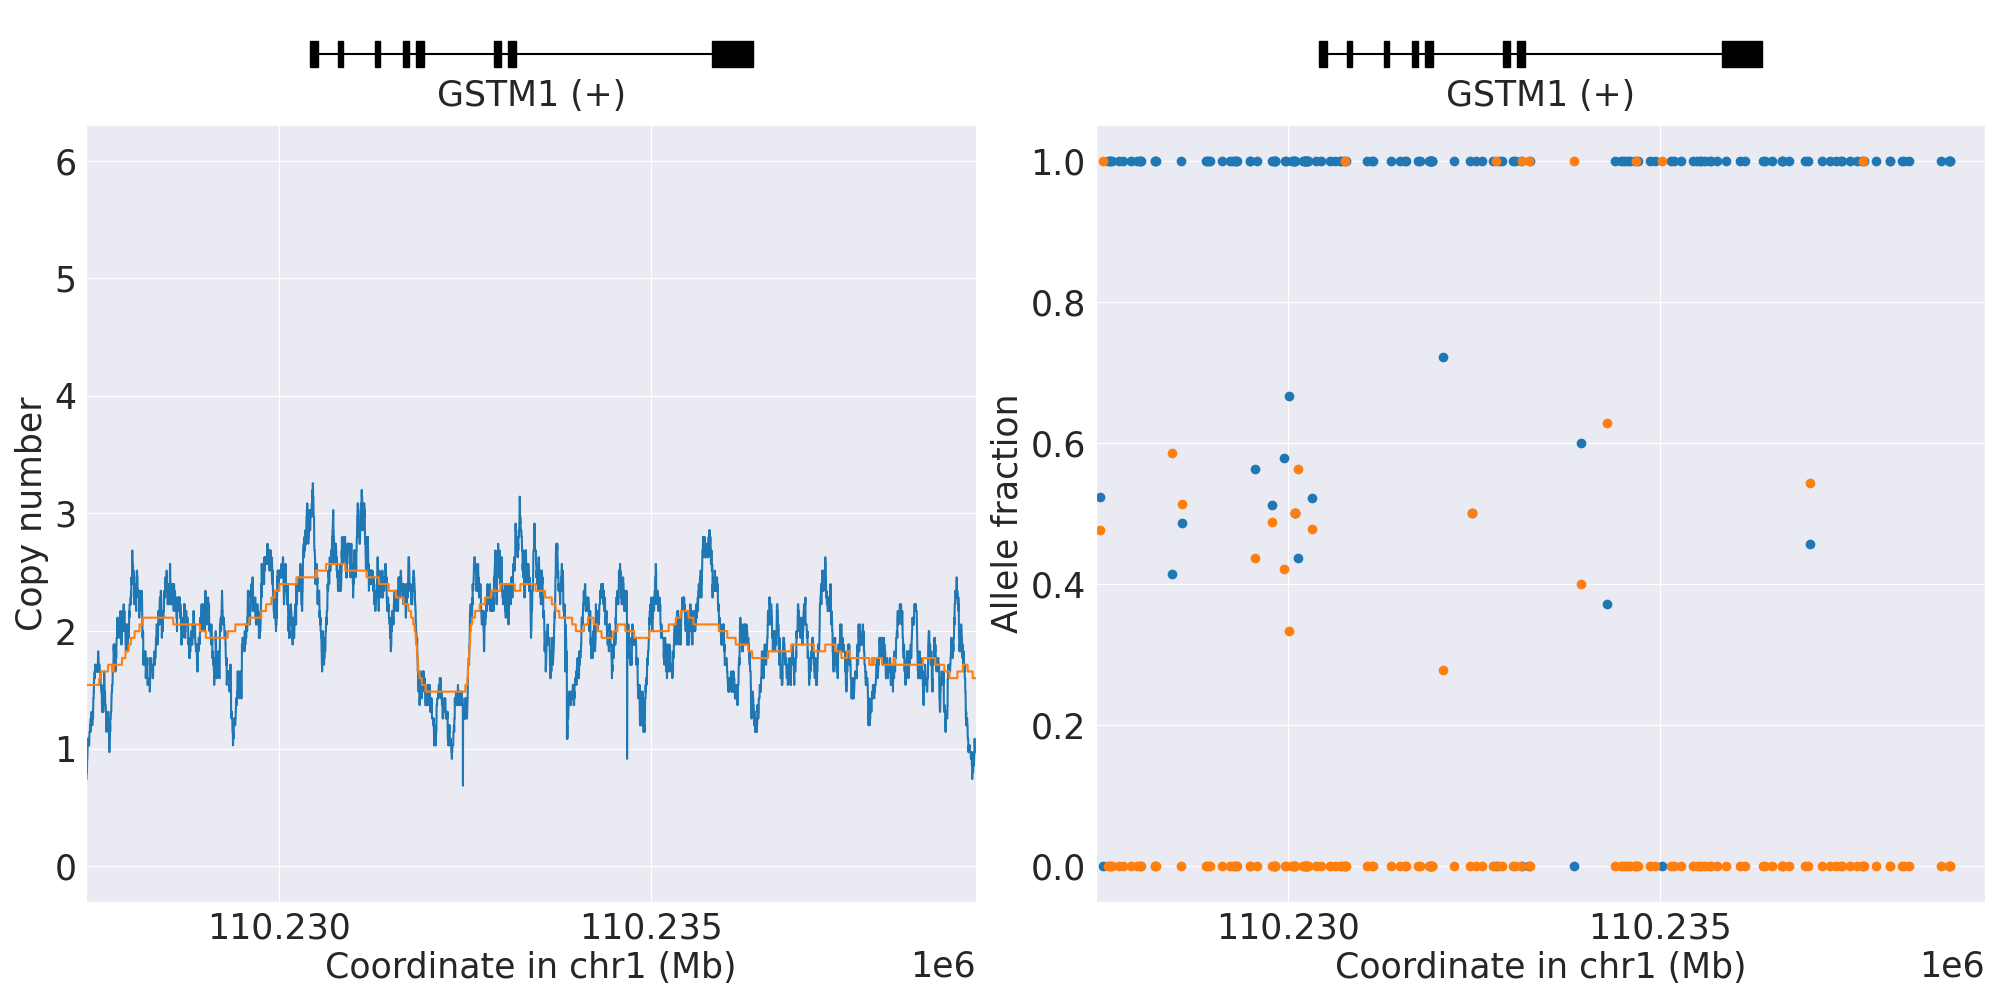 GSTM1 (+)
GSTM1 (+)
Copy number
6
5
4
3
2
1
0
110.230
110.235
Coordinate in chr1 (Mb)
1e6
Allele fraction
1.0
0.8
0.6
0.4
0.2
0.0
110.230
110.235
Coordinate in chr1 (Mb)
1e6